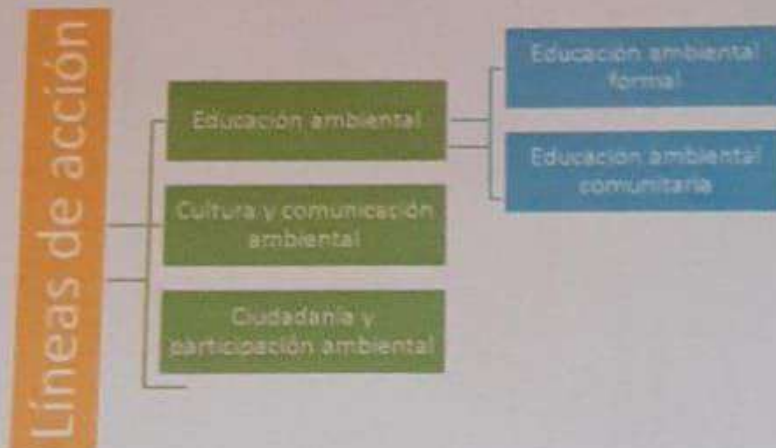 Líneas de acción
Educación ambiental
Educación ambiental
formal
Educación ambiental
comunitaria
Cultura y comunicación
ambiental
Ciudadanía y
participación ambiental